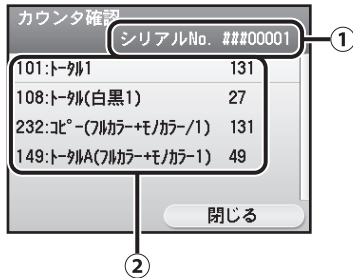 カウンタ確認
シリアルNo. ###00001
①
101:ﾄｰﾀﾙ1 131
108:ﾄｰﾀﾙ(白黒1) 27
232:ｺﾋﾟｰ(ﾌﾙｶﾗｰ+ﾓﾉｶﾗｰ/1) 131
149:ﾄｰﾀﾙA(ﾌﾙｶﾗｰ+ﾓﾉｶﾗｰ1) 49
閉じる
②